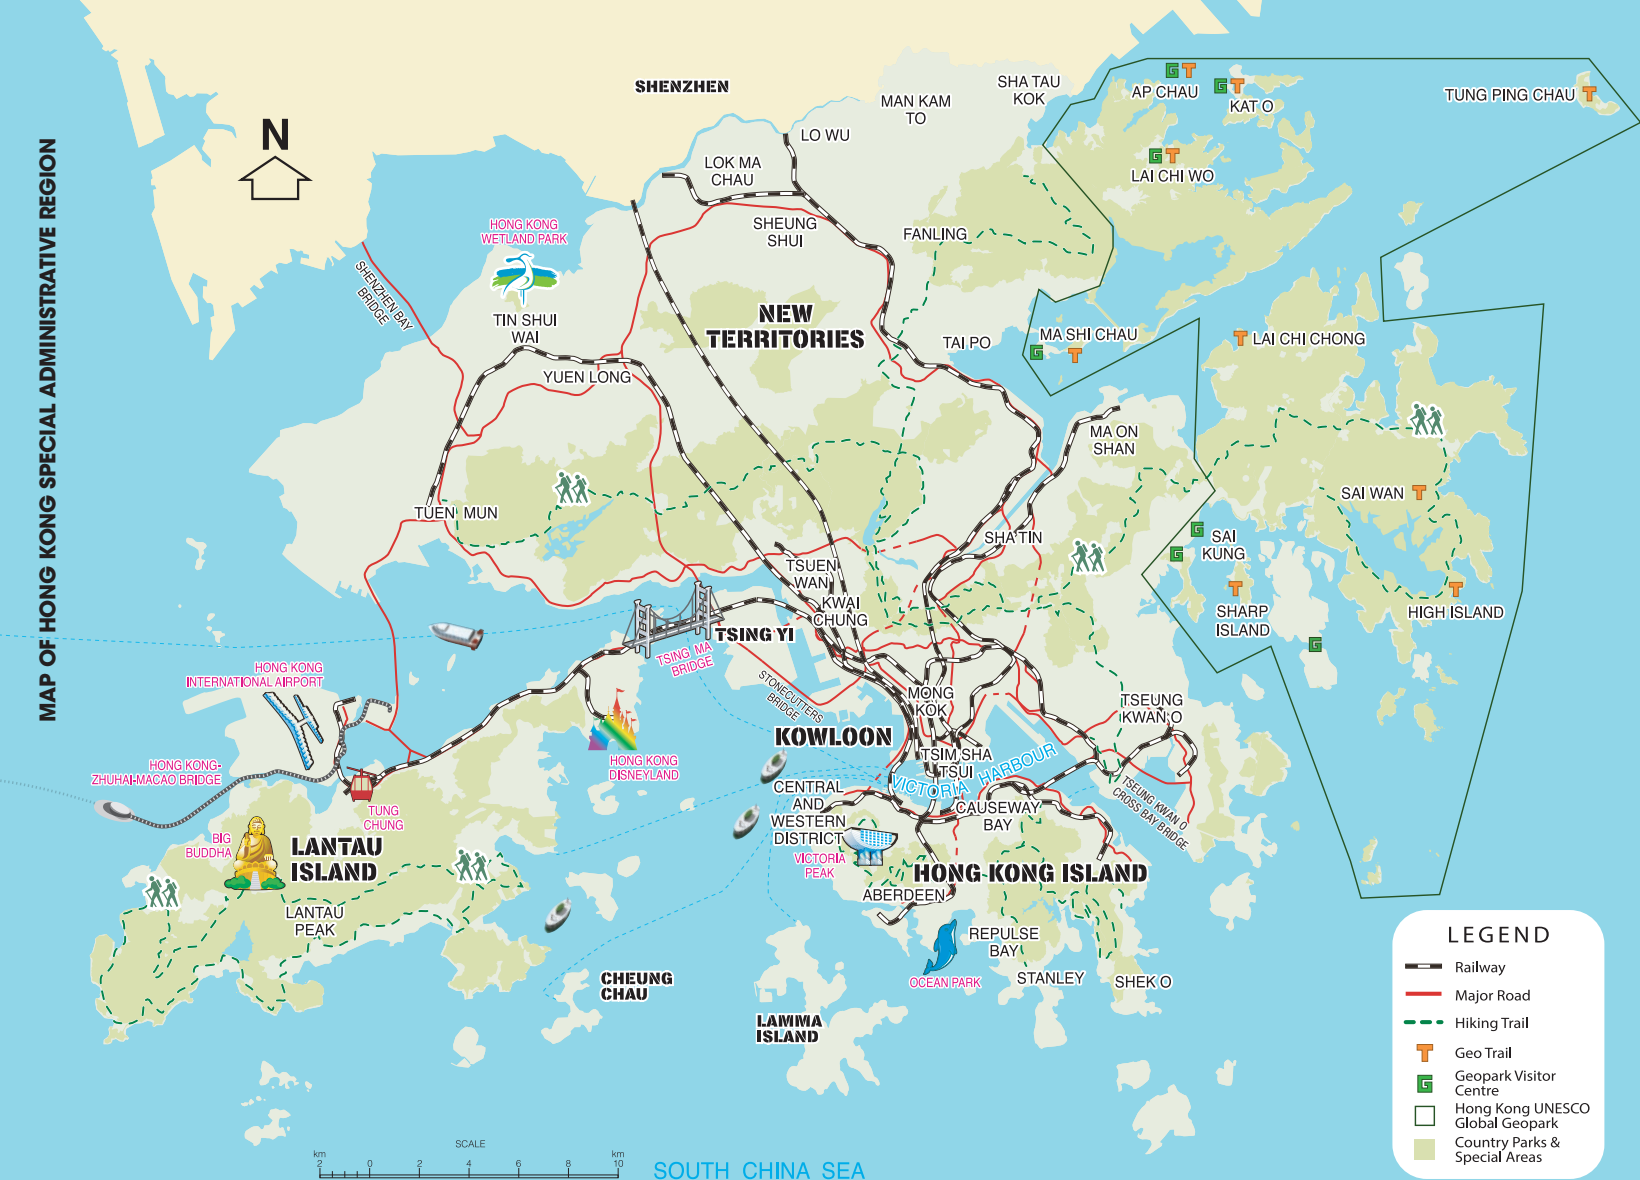 MAP OF HONG KONG SPECIAL ADMINISTRATIVE REGION
N
SHENZHEN
SHA TAU
KOK
MAN KAM
TO
LO WU
LOK MA
CHAU
AP CHAU
KAT O
TUNG PING CHAU
LAI CHI WO
SHEUNG
SHUI
FANLING
HONG KONG
WETLAND PARK
SHENZHEN BAY
BRIDGE
TIN SHUI
WAI
NEW
TERRITORIES
TAI PO
MA SHI CHAU
LAI CHI CHONG
YUEN LONG
MA ON
SHAN
TUEN MUN
SAI WAN
SHA TIN
SAI
KUNG
TSUEN
WAN
KWAI
CHUNG
SHARP
ISLAND
HIGH ISLAND
TSING YI
TSING MA
BRIDGE
HONG KONG
INTERNATIONAL AIRPORT
STONECUTTERS
BRIDGE
MONG
KOK
TSEUNG
KWAN O
KOWLOON
TSIM SHA
TSUI
HONG KONG
DISNEYLAND
HONG KONG-
ZHUHAI-MACAO BRIDGE
VICTORIA HARBOUR
TSEUNG KWAN O
CROSS BAY BRIDGE
TUNG
CHUNG
CENTRAL
AND
WESTERN
DISTRICT
CAUSEWAY
BAY
BIG
BUDDHA
LANTAU
ISLAND
VICTORIA
PEAK
HONG KONG ISLAND
ABERDEEN
LANTAU
PEAK
REPULSE
BAY
OCEAN PARK
STANLEY
SHEK O
CHEUNG
CHAU
LAMMA
ISLAND
LEGEND
Railway
Major Road
Hiking Trail
T Geo Trail
G Geopark Visitor
Centre
Hong Kong UNESCO
Global Geopark
Country Parks &
Special Areas
SCALE
km km
2 0 2 4 6 8 10
SOUTH CHINA SEA